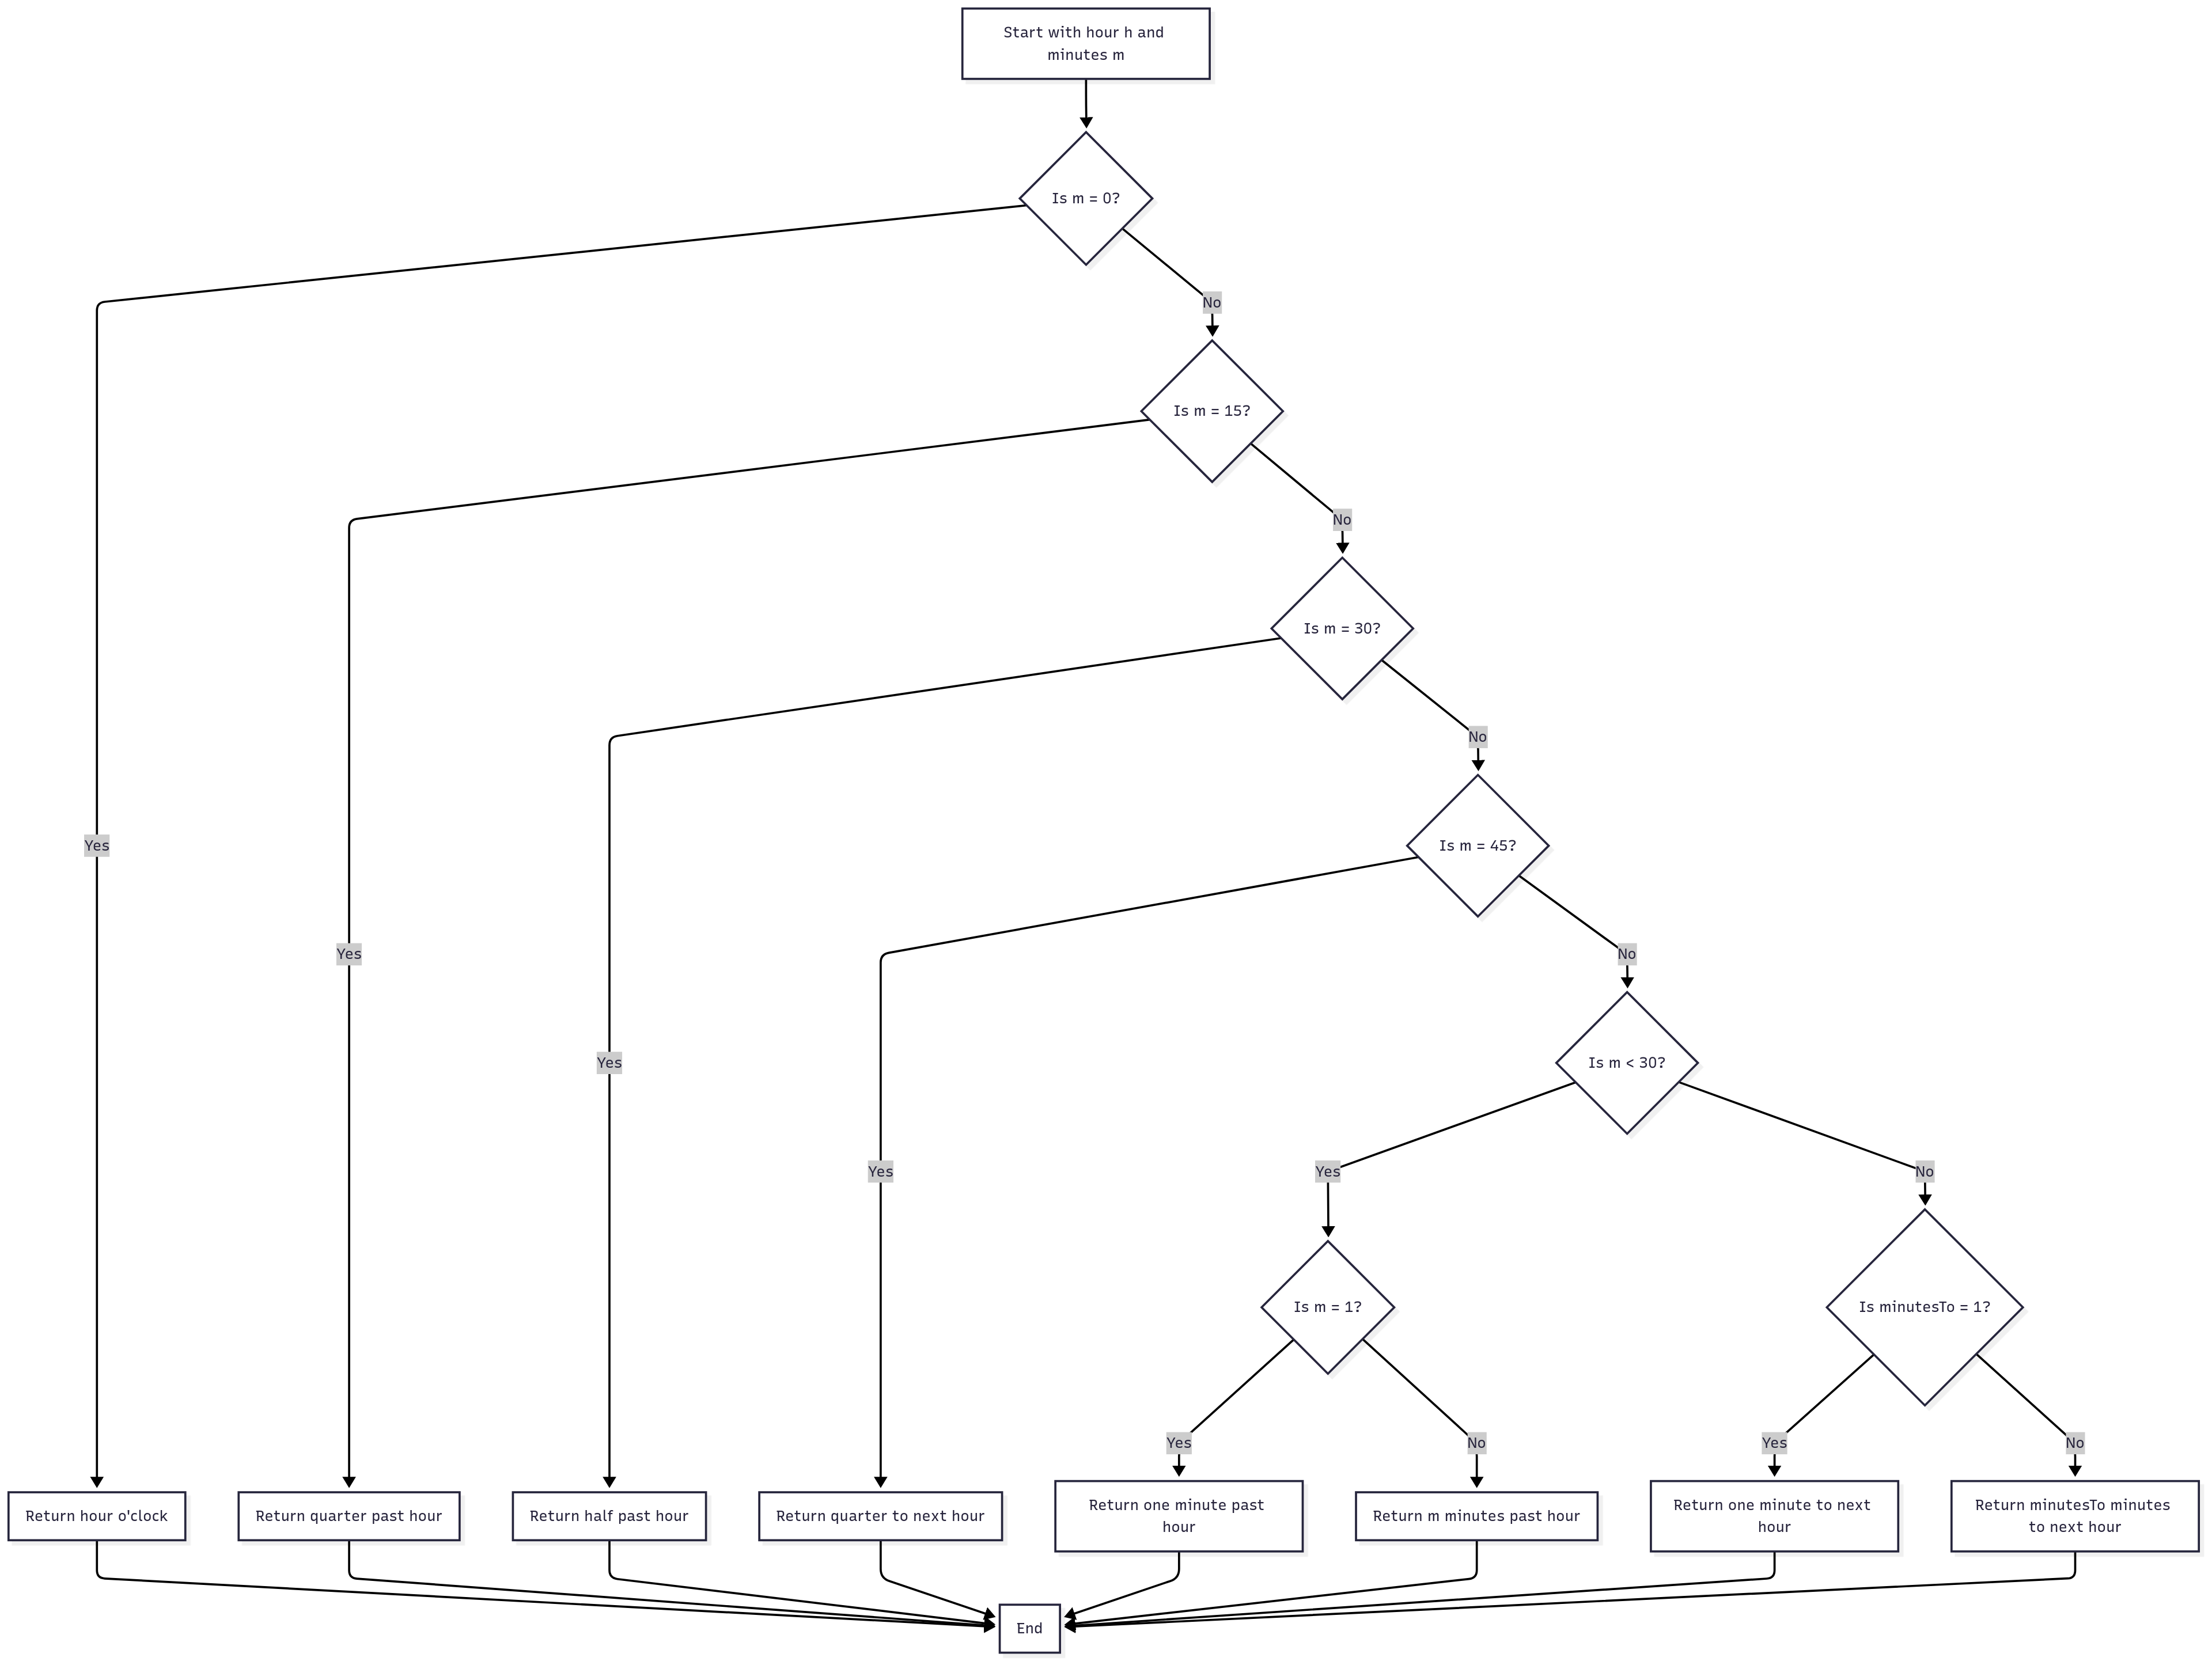 Start with hour h and
minutes m
Is m = 0?
No
Is m = 15?
No
Is m = 30?
No
Is m = 45?
Yes
Yes
No
Is m < 30?
Yes
Yes
Yes
No
Is m = 1?
Is minutesTo = 1?
Yes
No
Yes
No
Return hour o'clock
Return quarter past hour
Return half past hour
Return quarter to next hour
Return one minute past
hour
Return m minutes past hour
Return one minute to next
hour
Return minutesTo minutes
to next hour
End